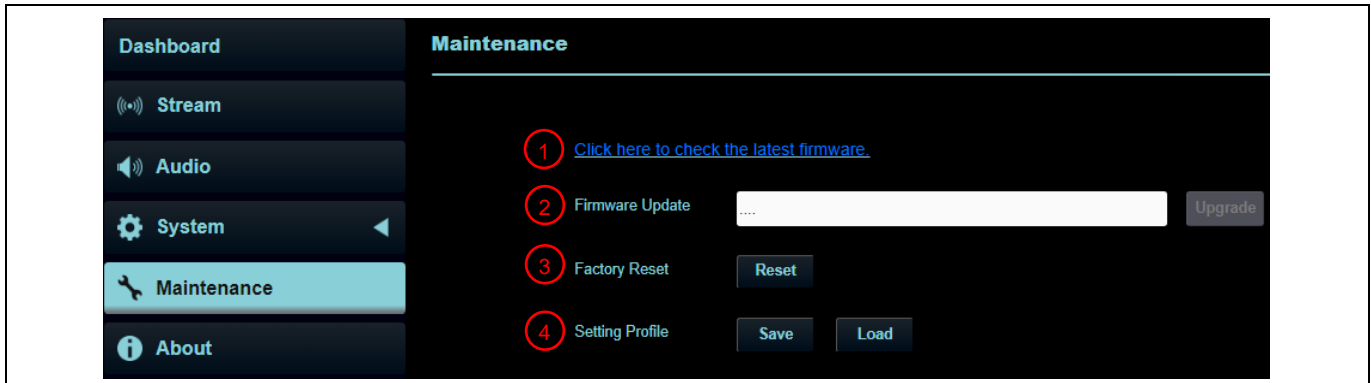 Dashboard
Stream
Audio
System
Maintenance
About
Maintenance
1 Click here to check the latest firmware.
2 Firmware Update .... Upgrade
3 Factory Reset Reset
4 Setting Profile Save Load